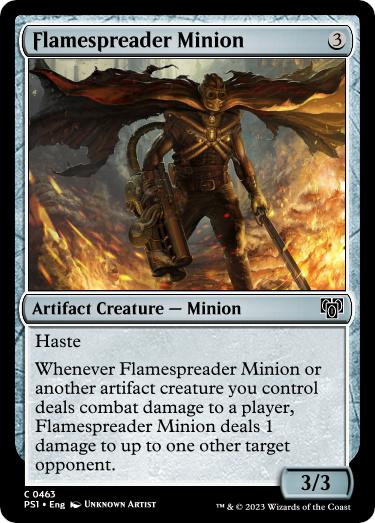 Flamespreader Minion 3
Artifact Creature — Minion
Haste
Whenever Flamespreader Minion or
another artifact creature you control
deals combat damage to a player,
Flamespreader Minion deals 1
damage to up to one other target
opponent.
3/3
C 0463
PS1 • Eng Unknown Artist
™ & © 2023 Wizards of the Coast